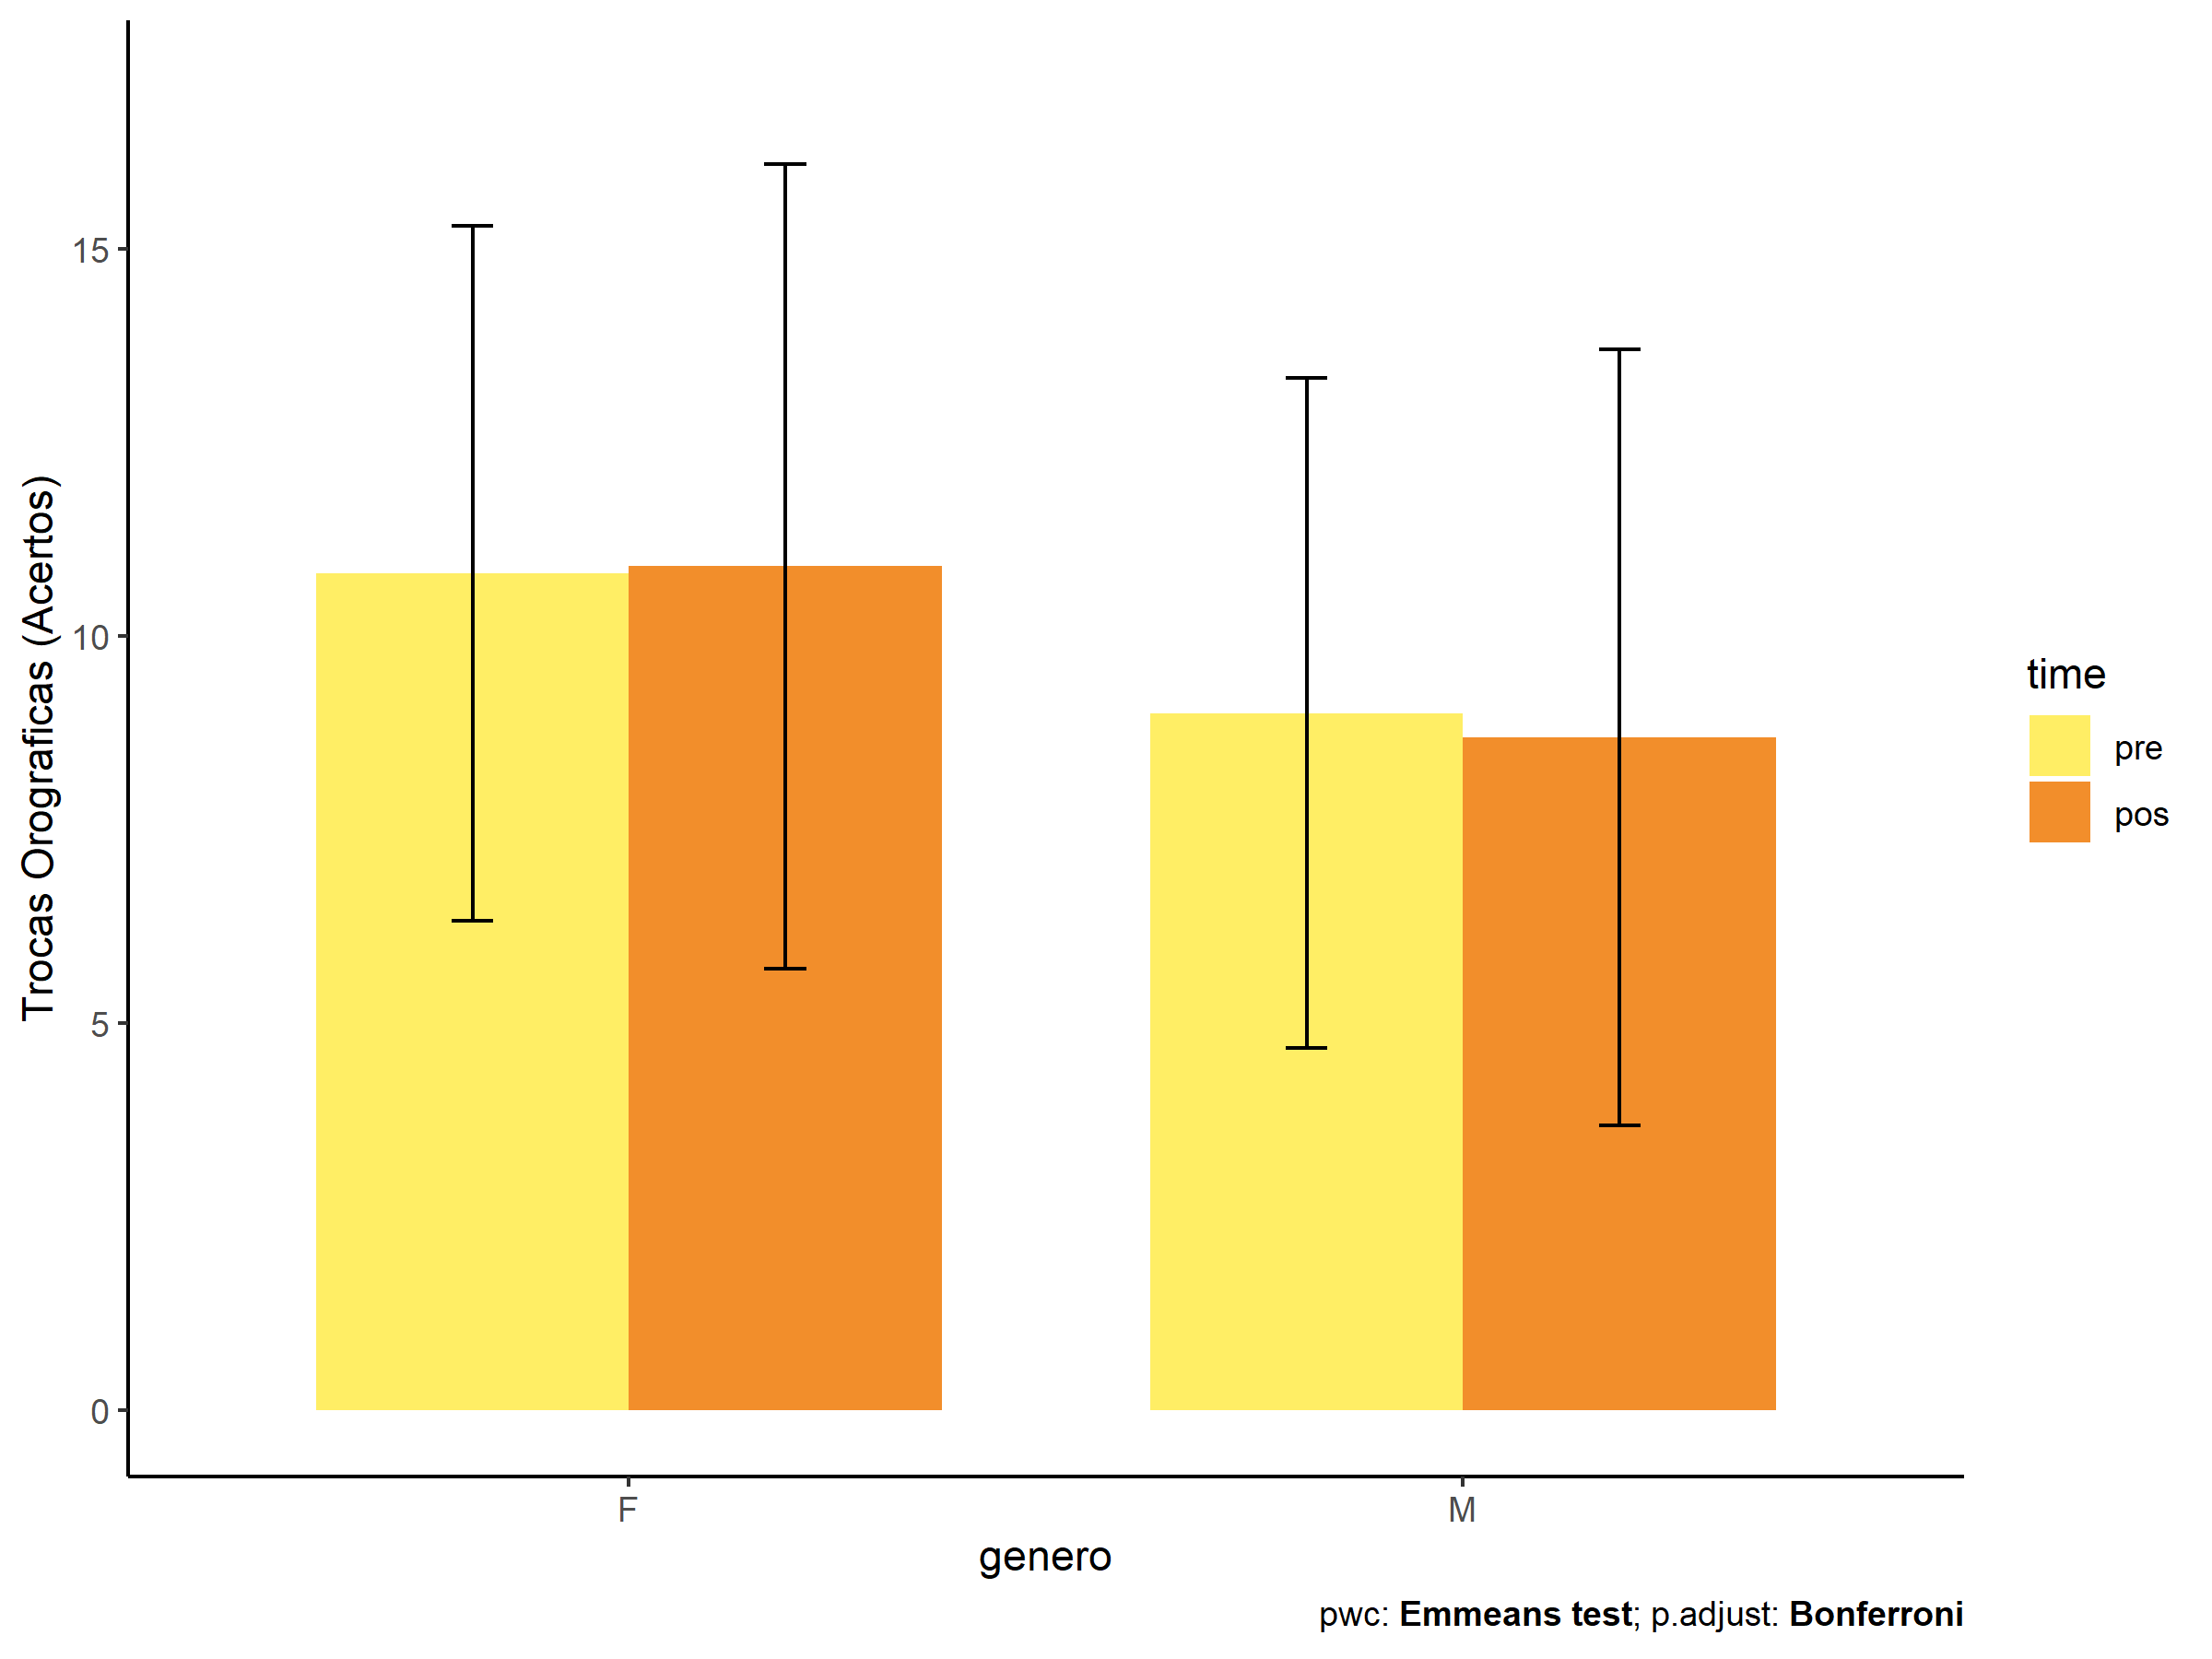 Trocas Orograficas (Acertos)
15
10
5
0
F
M
genero
time
pre
pos
pwc: Emmeans test; p.adjust: Bonferroni